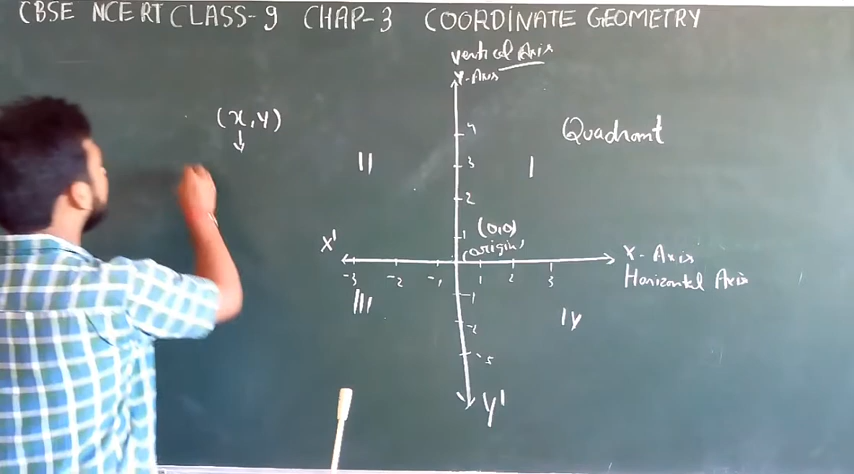 CBSE NCERT CLASS-9 CHAP-3 COORDINATE GEOMETRY
Vertical Axis
Y-Axis
(x, y)
4
Quadrant
II
3
I
2
1
(0,0)
(origin)
X'
X-Axis
-3 -2 -1 1 2 3
Horizontal Axis
III
-1
IV
-2
Y'